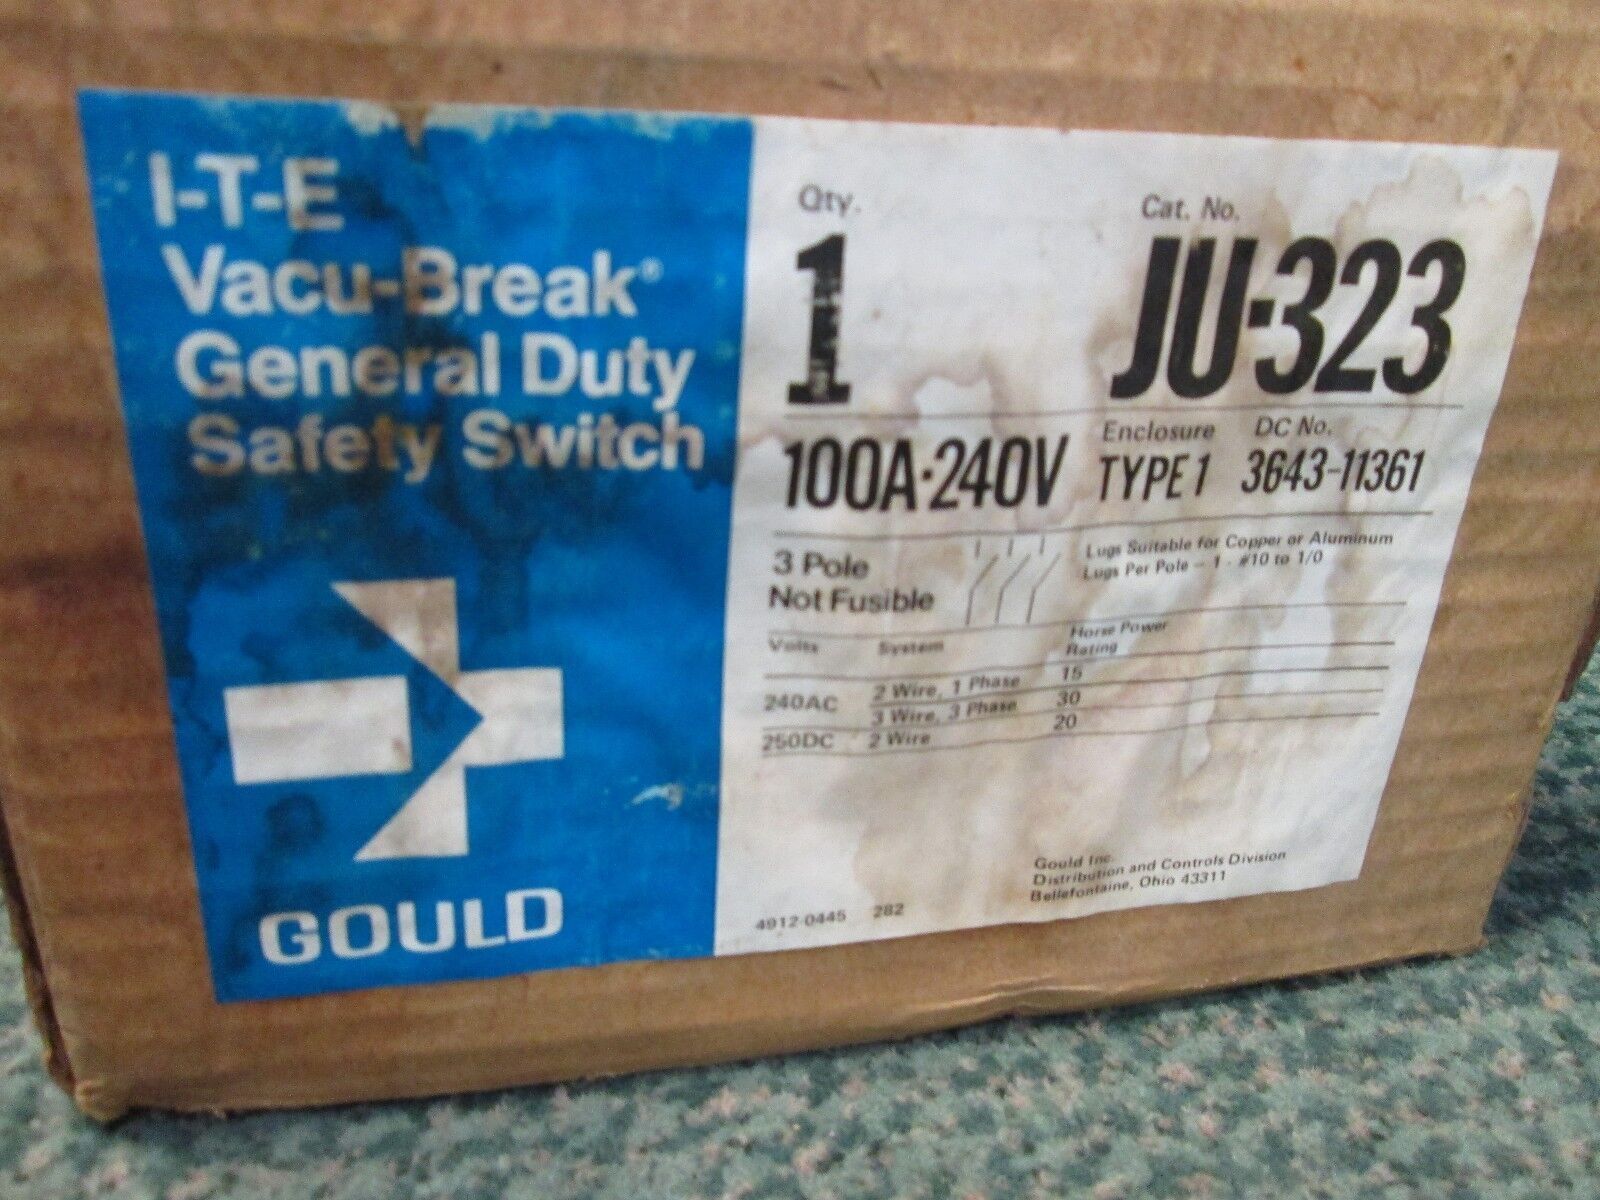 I-T-E
Vacu-Break®
General Duty
Safety Switch
GOULD
Qty.
1
Cat. No.
JU-323
100A·240V
Enclosure
TYPE 1
DC No.
3643-11361
3 Pole
Not Fusible
Lugs Suitable for Copper or Aluminum
Lugs Per Pole – 1 - #10 to 1/0
Volts System Horse Power
Rating
240AC 2 Wire, 1 Phase 15
3 Wire, 3 Phase 30
250DC 2 Wire 20
Gould Inc.
Distribution and Controls Division
Bellefontaine, Ohio 43311
4912-0445 282